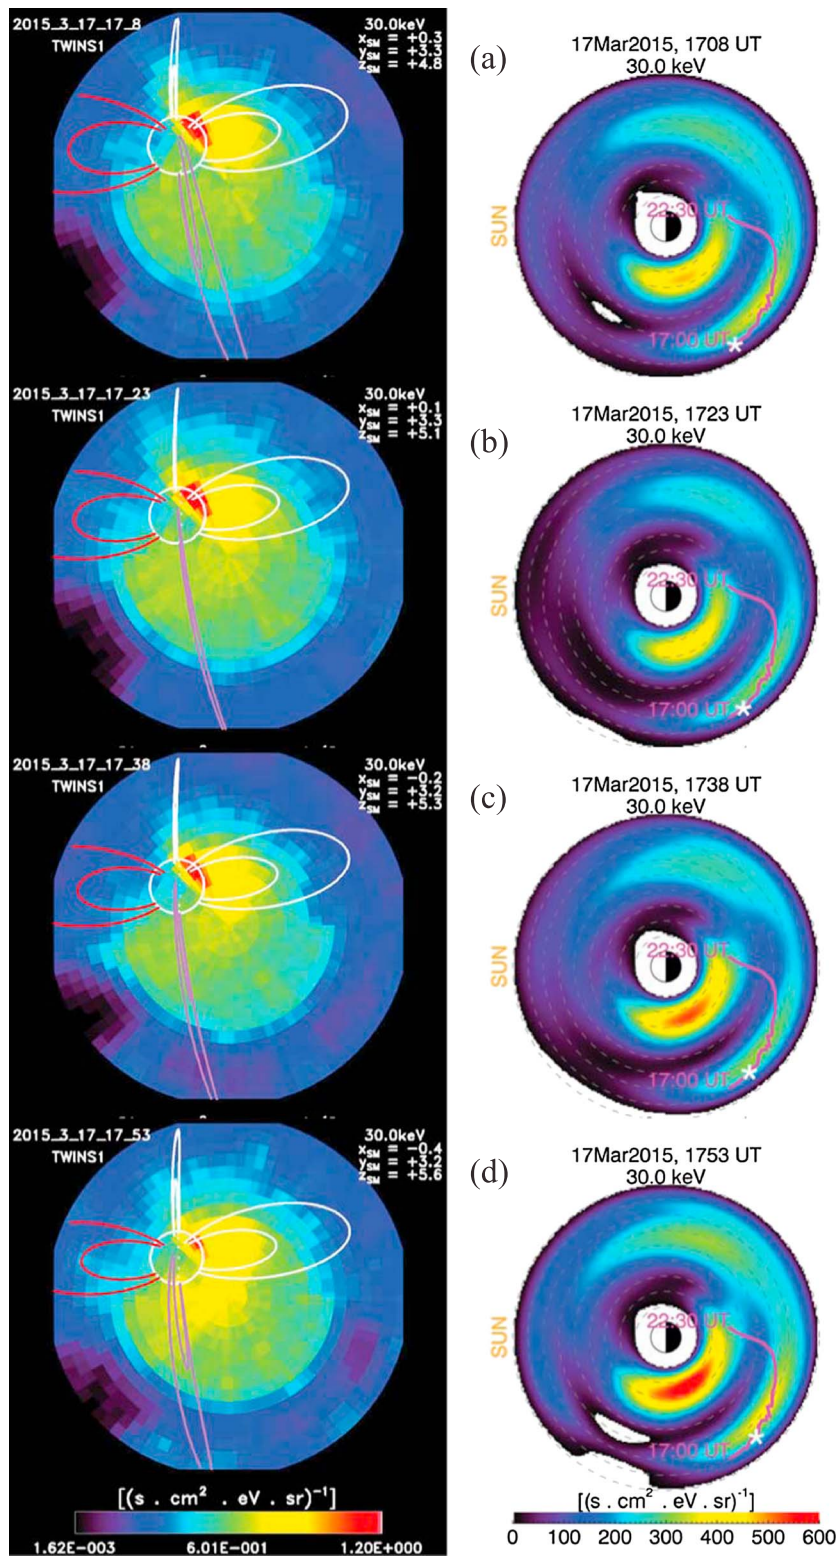 2015_3_17_17_8
TWINS1
30.0keV
XSM = +0.3
YSM = +3.3
ZSM = +4.8
(a)
17Mar2015, 1708 UT
30.0 keV
SUN
22:30 UT
17:00 UT
*
2015_3_17_17_23
TWINS1
30.0keV
XSM = +0.1
YSM = +3.3
ZSM = +5.1
(b)
17Mar2015, 1723 UT
30.0 keV
SUN
22:30 UT
17:00 UT
*
2015_3_17_17_38
TWINS1
30.0keV
XSM = -0.2
YSM = +3.2
ZSM = +5.3
(c)
17Mar2015, 1738 UT
30.0 keV
SUN
22:30 UT
17:00 UT
*
2015_3_17_17_53
TWINS1
30.0keV
XSM = -0.4
YSM = +3.2
ZSM = +5.6
(d)
17Mar2015, 1753 UT
30.0 keV
SUN
22:30 UT
17:00 UT
*
[(s . cm² . eV . sr)⁻¹]
1.62E-003 6.01E-001 1.20E+000
[(s . cm² . eV . sr)⁻¹]
0 100 200 300 400 500 600